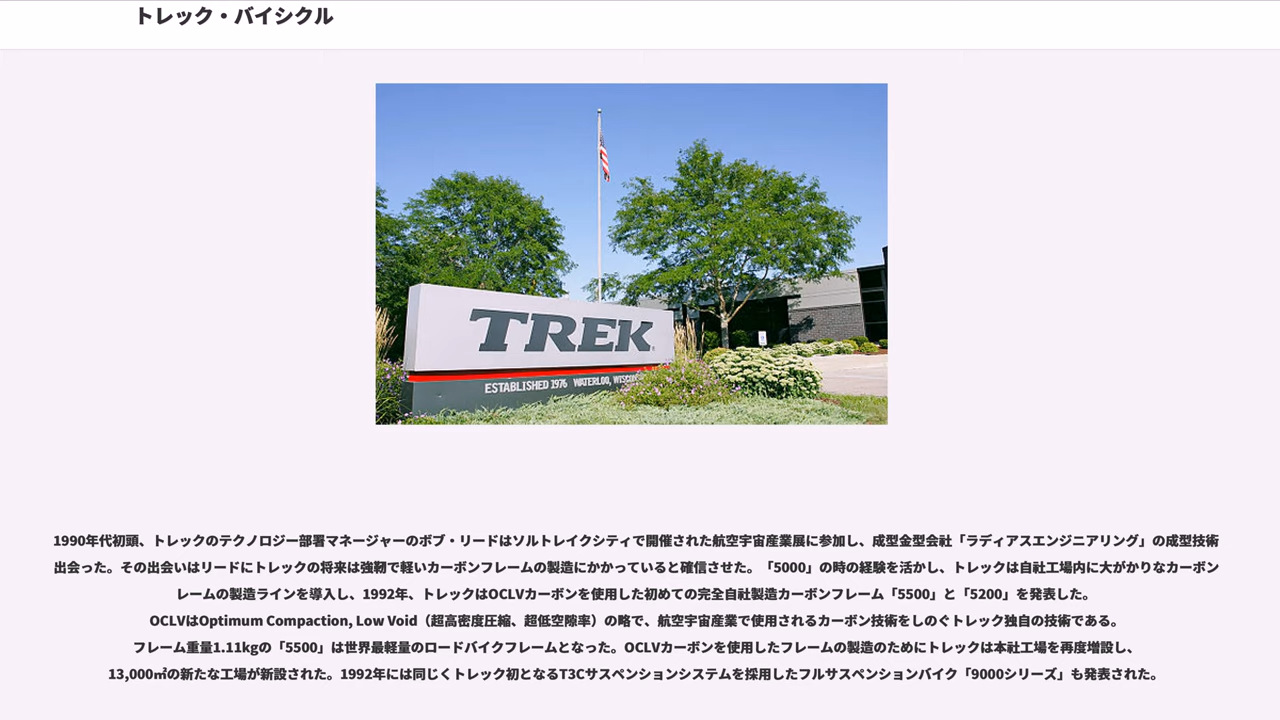 トレック・バイシクル
TREK
ESTABLISHED 1976 WATERLOO,
1990年代初頭、トレックのテクノロジー部署マネージャーのボブ・リードはソルトレイクシティで開催された航空宇宙産業展に参加し、成型金型会社「ラディアスエンジニアリング」の成型技術
出会った。その出会いはリードにトレックの将来は強靭で軽いカーボンフレームの製造にかかっていると確信させた。「5000」の時の経験を活かし、トレックは自社工場内に大がかりなカーボン
レームの製造ラインを導入し、1992年、トレックはOCLVカーボンを使用した初めての完全自社製造カーボンフレーム「5500」と「5200」を発表した。
OCLVはOptimum Compaction, Low Void（超高密度圧縮、超低空隙率）の略で、航空宇宙産業で使用されるカーボン技術をしのぐトレック独自の技術である。
フレーム重量1.11kgの「5500」は世界最軽量のロードバイクフレームとなった。OCLVカーボンを使用したフレームの製造のためにトレックは本社工場を再度増設し、
13,000㎡の新たな工場が新設された。1992年には同じくトレック初となるT3Cサスペンションシステムを採用したフルサスペンションバイク「9000シリーズ」も発表された。